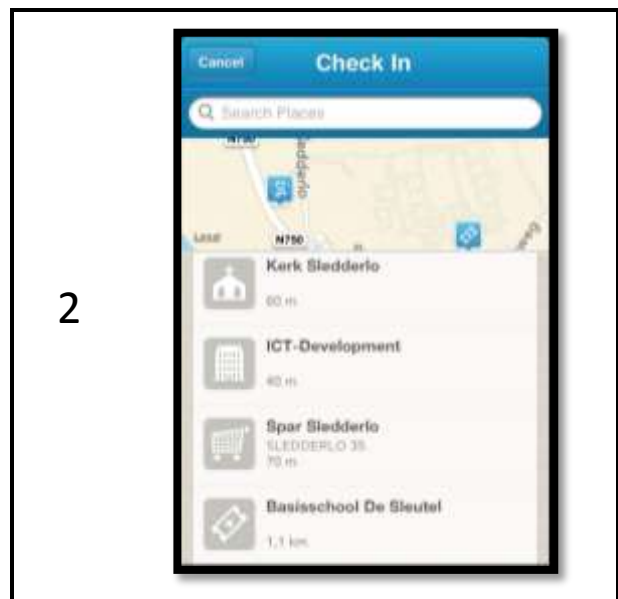 2
Cancel
Check In
Search Places
N750
Sledderlo
N750
Kerk Sledderlo
60 m
ICT-Development
40 m
Spar Sledderlo
SLEDDERLO 35
70 m
Basisschool De Sleutel
1,1 km